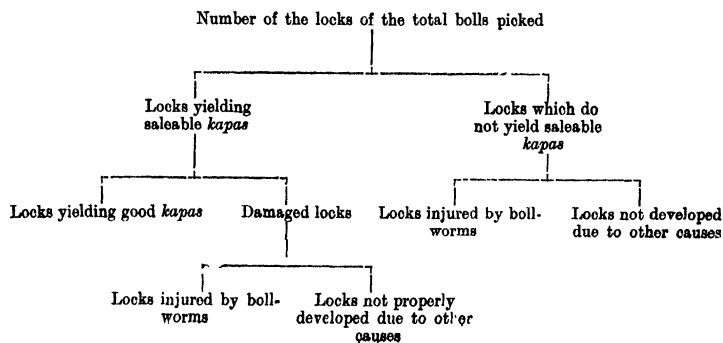 Number of the locks of the total bolls picked
Locks yielding
saleable kapas
Locks which do
not yield saleable
kapas
Locks yielding good kapas
Damaged locks
Locks injured by boll-
worms
Locks not developed
due to other causes
Locks injured by boll-
worms
Locks not properly
developed due to other
causes